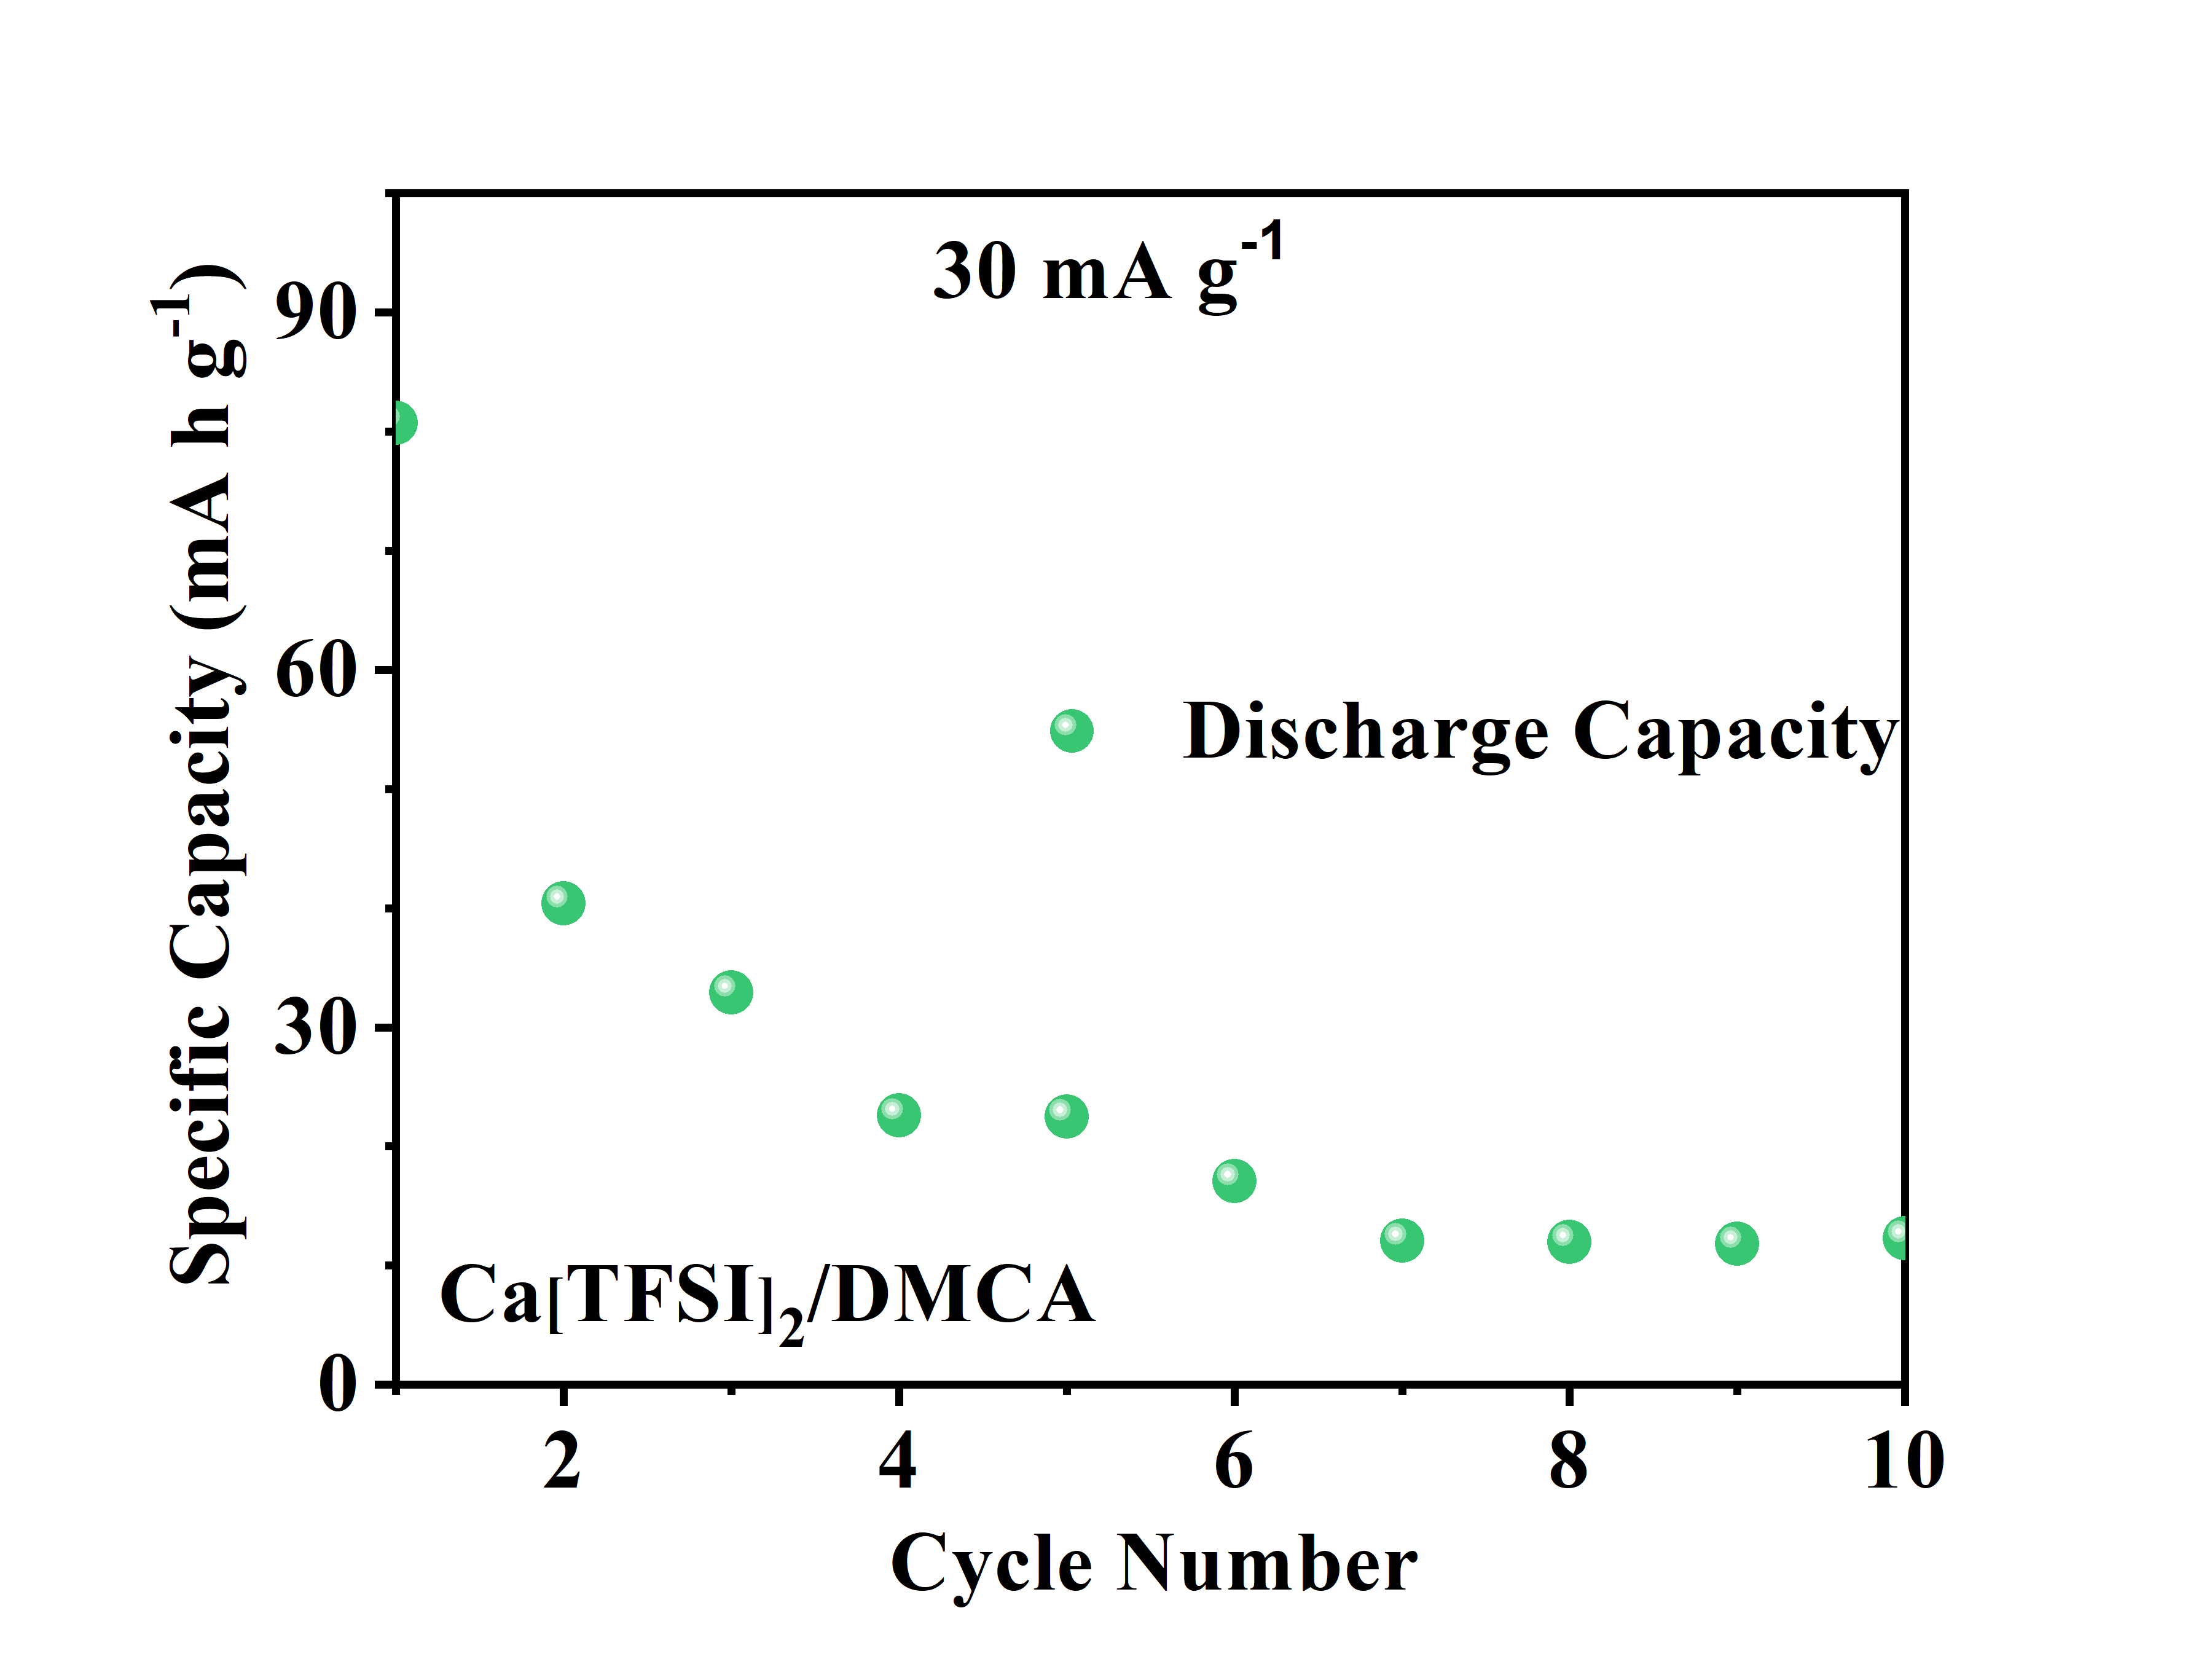 30 mA g⁻¹
Specific Capacity (mA h g⁻¹)
90
60
30
0
Discharge Capacity
Ca[TFSI]₂/DMCA
2 4 6 8 10
Cycle Number